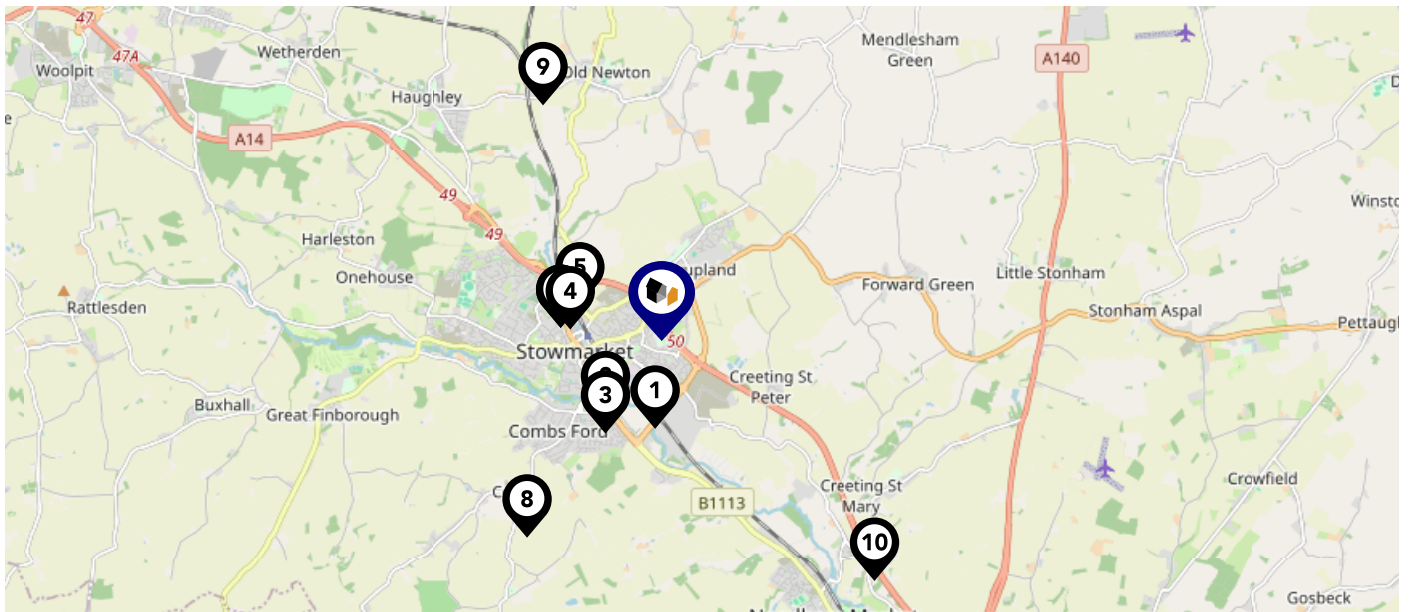 47
Wetherden
Mendlesham
Green
47A
A140
Woolpit
9
Old Newton
Haughley
A14
49
Winsto
49
Harleston
5
Onehouse
4
upland
Little Stonham
Forward Green
Rattlesden
Stonham Aspal
Pettaugh
50
Stowmarket
Creeting St
Peter
1
3
Buxhall
Great Finborough
Combs Ford
Crowfield
8
Creeting St
Mary
B1113
10
Gosbeck